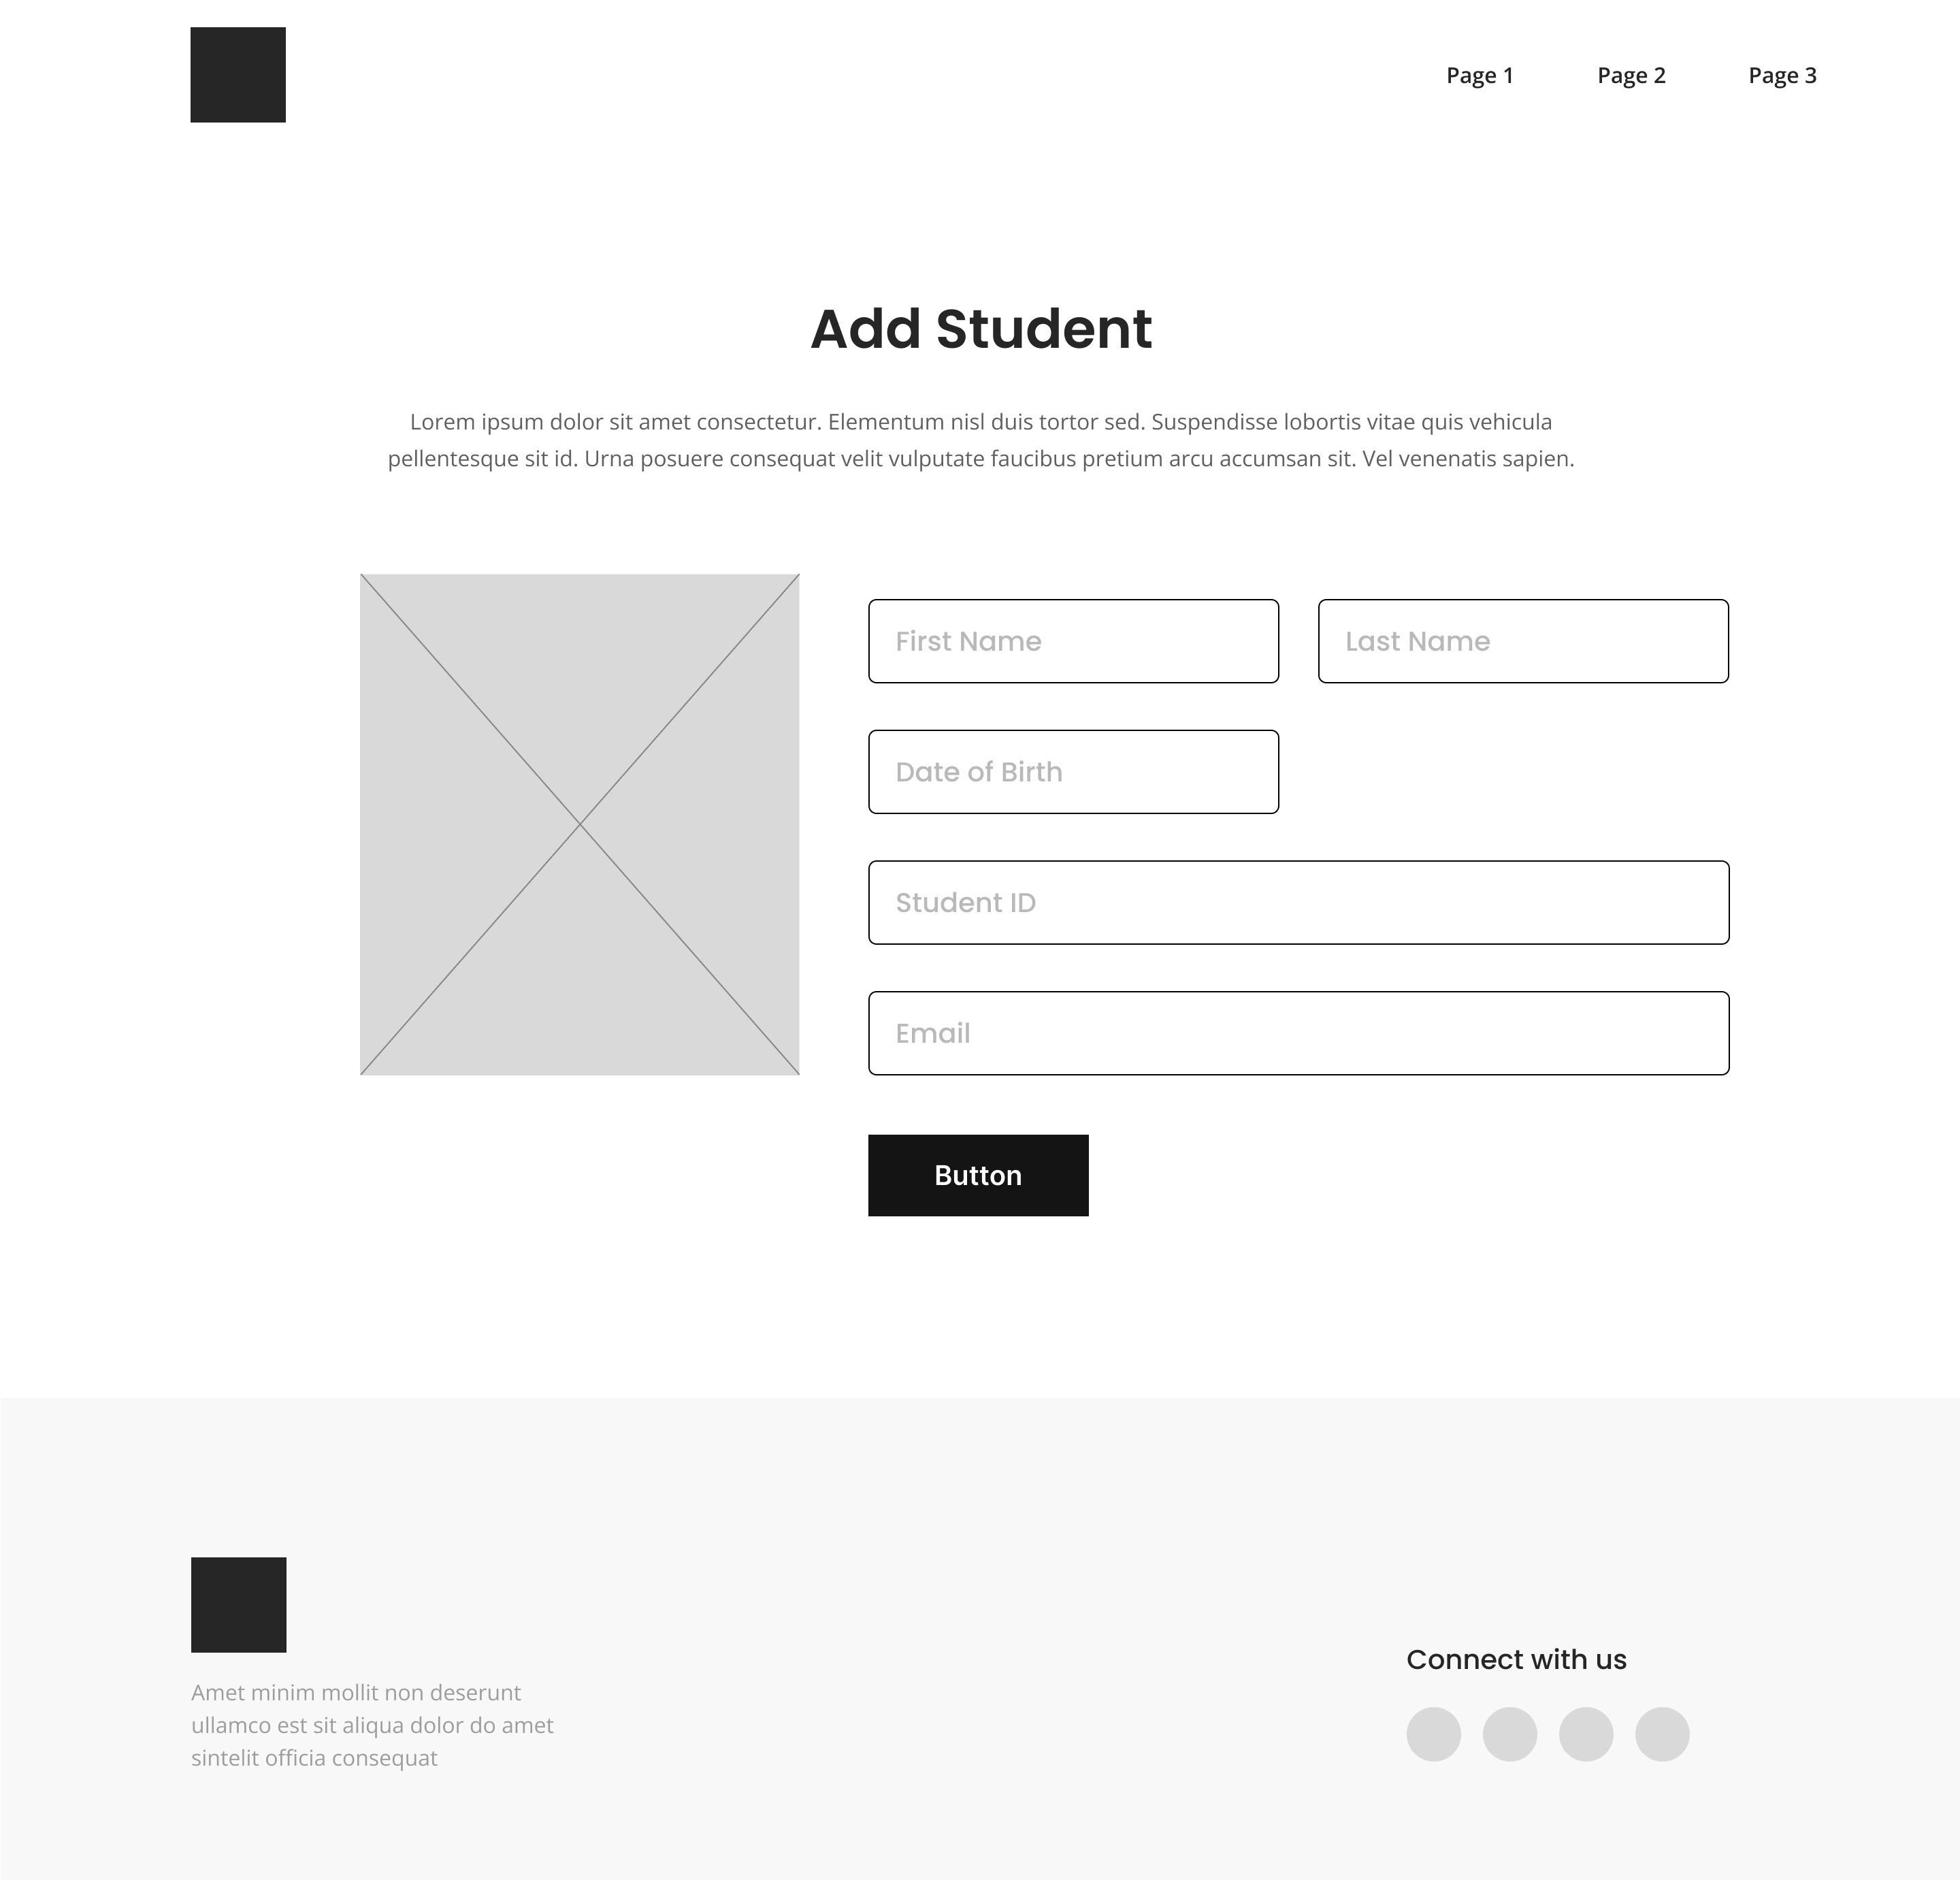 Page 1
Page 2
Page 3
Add Student
Lorem ipsum dolor sit amet consectetur. Elementum nisl duis tortor sed. Suspendisse lobortis vitae quis vehicula
pellentesque sit id. Urna posuere consequat velit vulputate faucibus pretium arcu accumsan sit. Vel venenatis sapien.
First Name
Last Name
Date of Birth
Student ID
Email
Button
Amet minim mollit non deserunt
ullamco est sit aliqua dolor do amet
sintelit officia consequat
Connect with us